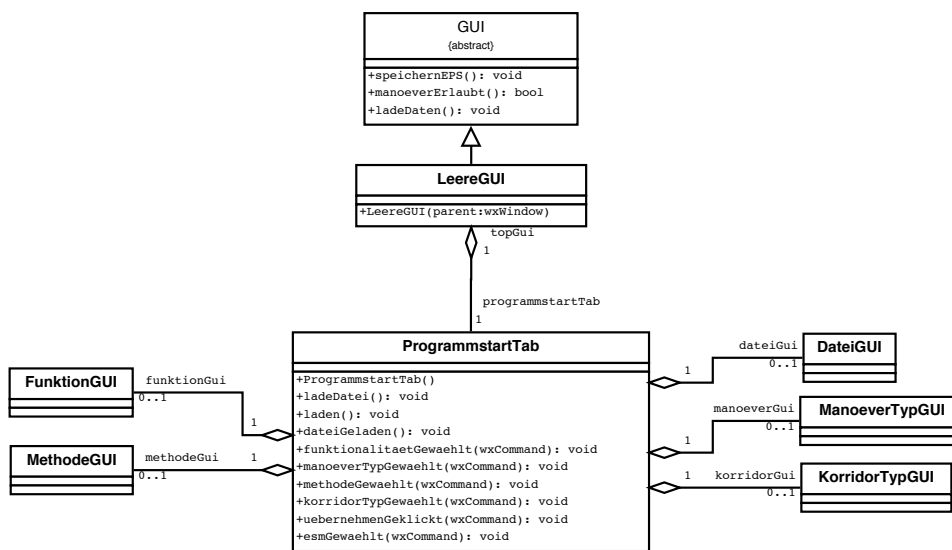 GUI
{abstract}
+speichernEPS(): void
+manoeverErlaubt(): bool
+ladeDaten(): void
LeereGUI
+LeereGUI(parent:wxWindow)
topGui
1
programmstartTab
1
ProgrammstartTab
+ProgrammstartTab()
+ladeDatei(): void
+laden(): void
+dateiGeladen(): void
+funktionalitaetGewaehlt(wxCommand): void
+manoeverTypGewaehlt(wxCommand): void
+methodeGewaehlt(wxCommand): void
+korridorTypGewaehlt(wxCommand): void
+uebernehmenGeklickt(wxCommand): void
+esmGewaehlt(wxCommand): void
FunktionGUI
funktionGui
0..1
1
MethodeGUI
methodeGui
0..1
1
dateiGui
1
0..1
DateiGUI
manoeverGui
1
0..1
ManoeverTypGUI
korridorGui
1
0..1
KorridorTypGUI